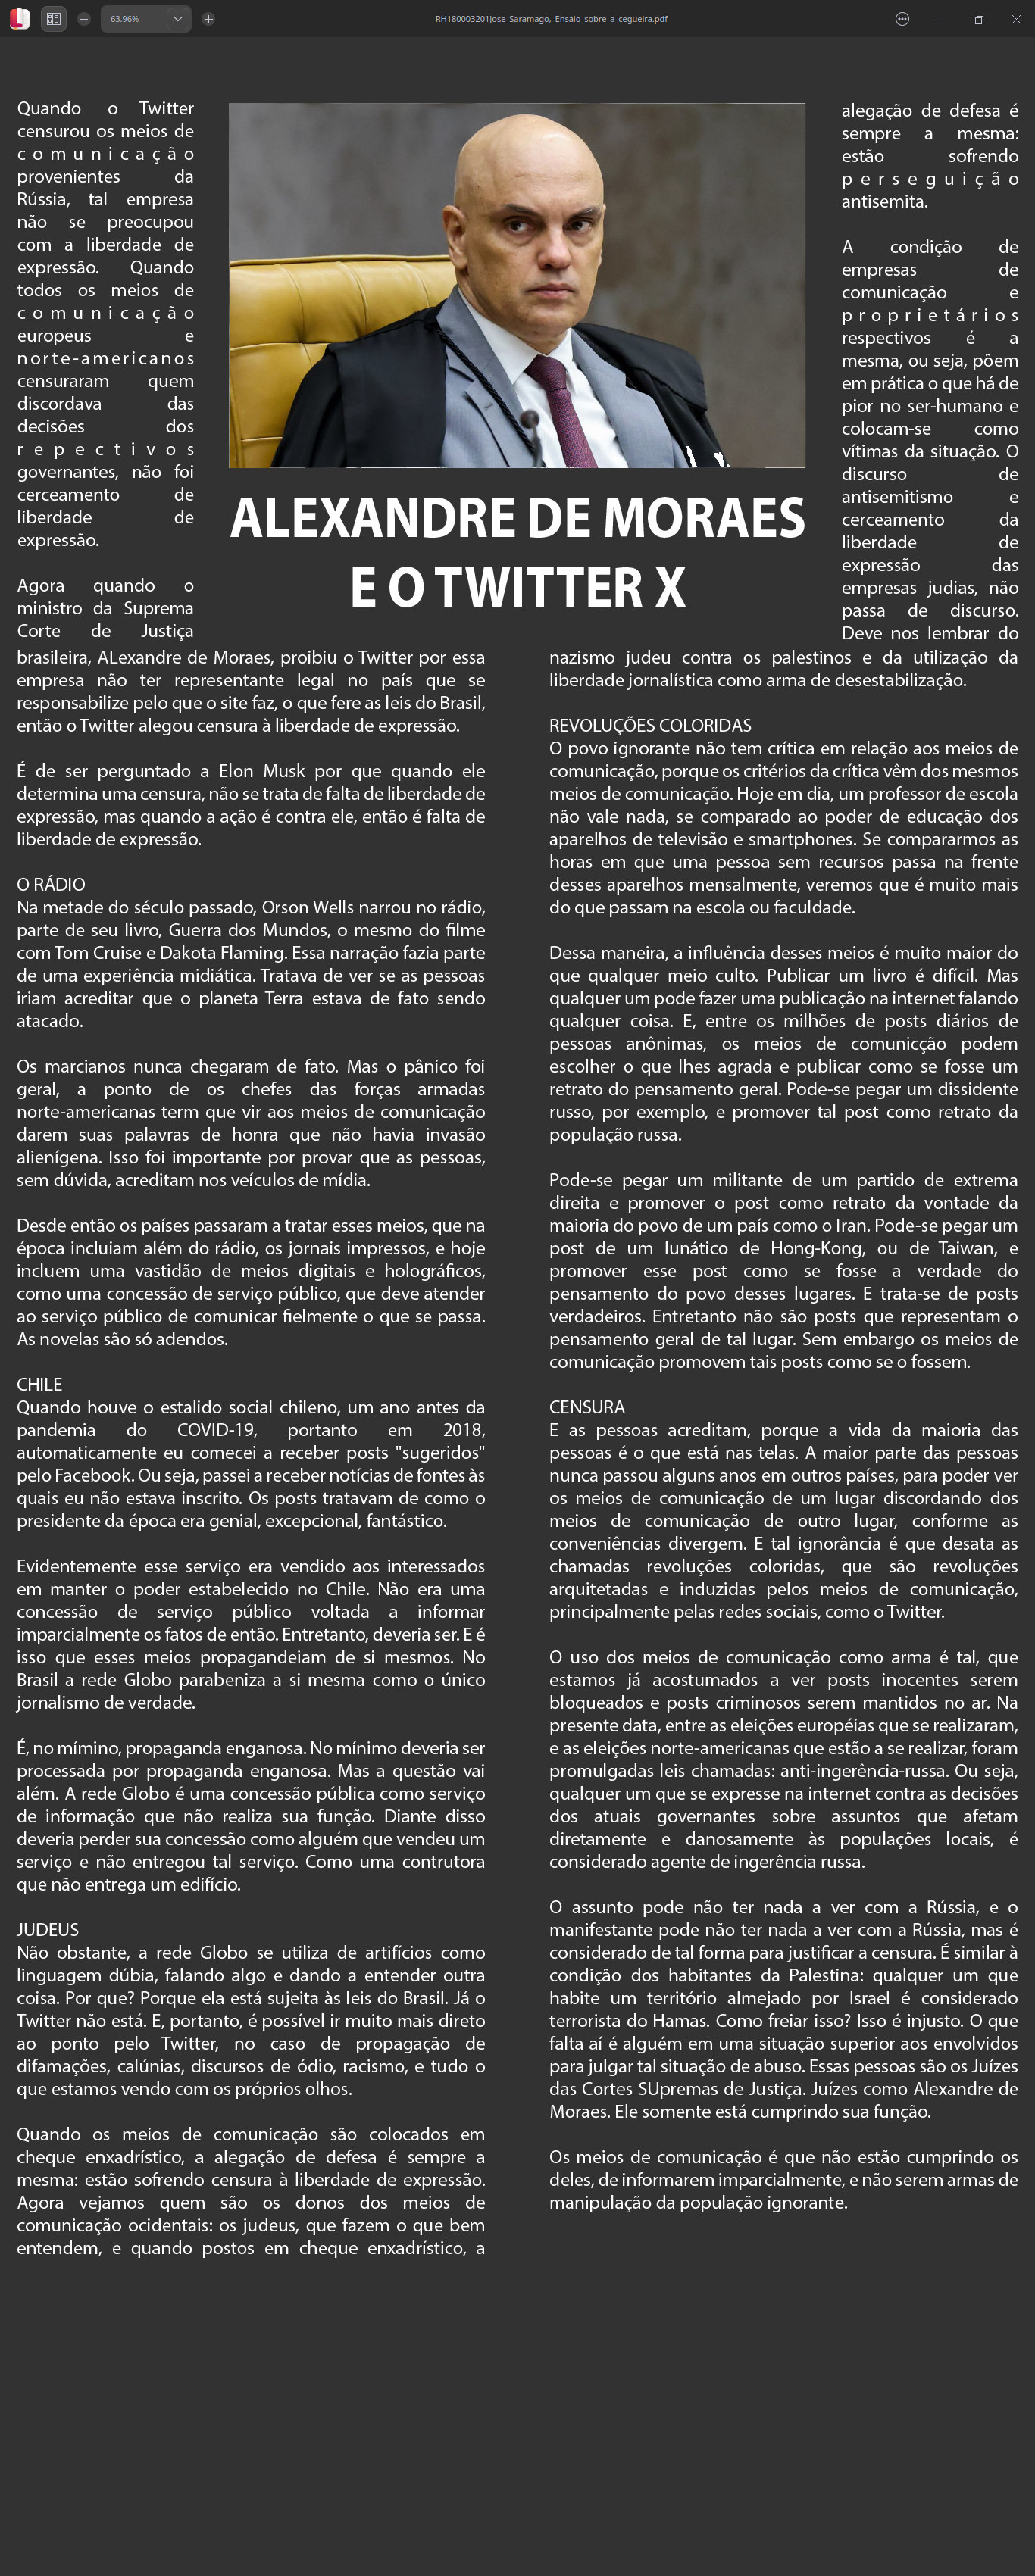 63.96%
RH180003201Jose_Saramago,_Ensaio_sobre_a_cegueira.pdf
Quando o Twitter
censurou os meios de
comunicação
provenientes da
Rússia, tal empresa
não se preocupou
com a liberdade de
expressão. Quando
todos os meios de
comunicação
europeus e
norte-americanos
censuraram quem
discordava das
decisões dos
repectivos
governantes, não foi
cerceamento de
liberdade de
expressão.
Agora quando o
ministro da Suprema
Corte de Justiça
ALEXANDRE DE MORAES
E O TWITTER X
brasileira, ALexandre de Moraes, proibiu o Twitter por essa
empresa não ter representante legal no país que se
responsabilize pelo que o site faz, o que fere as leis do Brasil,
então o Twitter alegou censura à liberdade de expressão.
É de ser perguntado a Elon Musk por que quando ele
determina uma censura, não se trata de falta de liberdade de
expressão, mas quando a ação é contra ele, então é falta de
liberdade de expressão.
O RÁDIO
Na metade do século passado, Orson Wells narrou no rádio,
parte de seu livro, Guerra dos Mundos, o mesmo do filme
com Tom Cruise e Dakota Flaming. Essa narração fazia parte
de uma experiência midiática. Tratava de ver se as pessoas
iriam acreditar que o planeta Terra estava de fato sendo
atacado.
Os marcianos nunca chegaram de fato. Mas o pânico foi
geral, a ponto de os chefes das forças armadas
norte-americanas term que vir aos meios de comunicação
darem suas palavras de honra que não havia invasão
alienígena. Isso foi importante por provar que as pessoas,
sem dúvida, acreditam nos veículos de mídia.
Desde então os países passaram a tratar esses meios, que na
época incluiam além do rádio, os jornais impressos, e hoje
incluem uma vastidão de meios digitais e holográficos,
como uma concessão de serviço público, que deve atender
ao serviço público de comunicar fielmente o que se passa.
As novelas são só adendos.
CHILE
Quando houve o estalido social chileno, um ano antes da
pandemia do COVID-19, portanto em 2018,
automaticamente eu comecei a receber posts "sugeridos"
pelo Facebook. Ou seja, passei a receber notícias de fontes às
quais eu não estava inscrito. Os posts tratavam de como o
presidente da época era genial, excepcional, fantástico.
Evidentemente esse serviço era vendido aos interessados
em manter o poder estabelecido no Chile. Não era uma
concessão de serviço público voltada a informar
imparcialmente os fatos de então. Entretanto, deveria ser. E é
isso que esses meios propagandeiam de si mesmos. No
Brasil a rede Globo parabeniza a si mesma como o único
jornalismo de verdade.
É, no mímino, propaganda enganosa. No mínimo deveria ser
processada por propaganda enganosa. Mas a questão vai
além. A rede Globo é uma concessão pública como serviço
de informação que não realiza sua função. Diante disso
deveria perder sua concessão como alguém que vendeu um
serviço e não entregou tal serviço. Como uma contrutora
que não entrega um edifício.
JUDEUS
Não obstante, a rede Globo se utiliza de artifícios como
linguagem dúbia, falando algo e dando a entender outra
coisa. Por que? Porque ela está sujeita às leis do Brasil. Já o
Twitter não está. E, portanto, é possível ir muito mais direto
ao ponto pelo Twitter, no caso de propagação de
difamações, calúnias, discursos de ódio, racismo, e tudo o
que estamos vendo com os próprios olhos.
Quando os meios de comunicação são colocados em
cheque enxadrístico, a alegação de defesa é sempre a
mesma: estão sofrendo censura à liberdade de expressão.
Agora vejamos quem são os donos dos meios de
comunicação ocidentais: os judeus, que fazem o que bem
entendem, e quando postos em cheque enxadrístico, a
alegação de defesa é
sempre a mesma:
estão sofrendo
perseguição
antisemita.
A condição de
empresas de
comunicação e
proprietários
respectivos é a
mesma, ou seja, põem
em prática o que há de
pior no ser-humano e
colocam-se como
vítimas da situação. O
discurso de
antisemitismo e
cerceamento da
liberdade de
expressão das
empresas judias, não
passa de discurso.
Deve nos lembrar do
nazismo judeu contra os palestinos e da utilização da
liberdade jornalística como arma de desestabilização.
REVOLUÇÕES COLORIDAS
O povo ignorante não tem crítica em relação aos meios de
comunicação, porque os critérios da crítica vêm dos mesmos
meios de comunicação. Hoje em dia, um professor de escola
não vale nada, se comparado ao poder de educação dos
aparelhos de televisão e smartphones. Se compararmos as
horas em que uma pessoa sem recursos passa na frente
desses aparelhos mensalmente, veremos que é muito mais
do que passam na escola ou faculdade.
Dessa maneira, a influência desses meios é muito maior do
que qualquer meio culto. Publicar um livro é difícil. Mas
qualquer um pode fazer uma publicação na internet falando
qualquer coisa. E, entre os milhões de posts diários de
pessoas anônimas, os meios de comunicção podem
escolher o que lhes agrada e publicar como se fosse um
retrato do pensamento geral. Pode-se pegar um dissidente
russo, por exemplo, e promover tal post como retrato da
população russa.
Pode-se pegar um militante de um partido de extrema
direita e promover o post como retrato da vontade da
maioria do povo de um país como o Iran. Pode-se pegar um
post de um lunático de Hong-Kong, ou de Taiwan, e
promover esse post como se fosse a verdade do
pensamento do povo desses lugares. E trata-se de posts
verdadeiros. Entretanto não são posts que representam o
pensamento geral de tal lugar. Sem embargo os meios de
comunicação promovem tais posts como se o fossem.
CENSURA
E as pessoas acreditam, porque a vida da maioria das
pessoas é o que está nas telas. A maior parte das pessoas
nunca passou alguns anos em outros países, para poder ver
os meios de comunicação de um lugar discordando dos
meios de comunicação de outro lugar, conforme as
conveniências divergem. E tal ignorância é que desata as
chamadas revoluções coloridas, que são revoluções
arquitetadas e induzidas pelos meios de comunicação,
principalmente pelas redes sociais, como o Twitter.
O uso dos meios de comunicação como arma é tal, que
estamos já acostumados a ver posts inocentes serem
bloqueados e posts criminosos serem mantidos no ar. Na
presente data, entre as eleições européias que se realizaram,
e as eleições norte-americanas que estão a se realizar, foram
promulgadas leis chamadas: anti-ingerência-russa. Ou seja,
qualquer um que se expresse na internet contra as decisões
dos atuais governantes sobre assuntos que afetam
diretamente e danosamente às populações locais, é
considerado agente de ingerência russa.
O assunto pode não ter nada a ver com a Rússia, e o
manifestante pode não ter nada a ver com a Rússia, mas é
considerado de tal forma para justificar a censura. É similar à
condição dos habitantes da Palestina: qualquer um que
habite um território almejado por Israel é considerado
terrorista do Hamas. Como freiar isso? Isso é injusto. O que
falta aí é alguém em uma situação superior aos envolvidos
para julgar tal situação de abuso. Essas pessoas são os Juízes
das Cortes SUpremas de Justiça. Juízes como Alexandre de
Moraes. Ele somente está cumprindo sua função.
Os meios de comunicação é que não estão cumprindo os
deles, de informarem imparcialmente, e não serem armas de
manipulação da população ignorante.